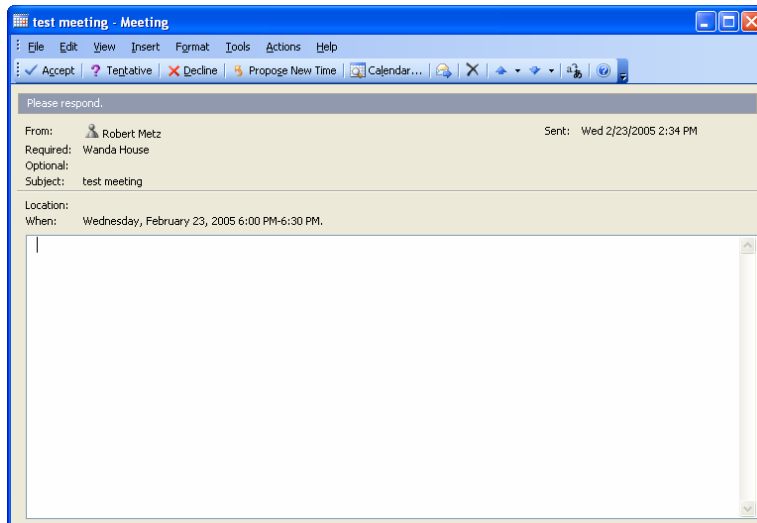 test meeting - Meeting
File Edit View Insert Format Tools Actions Help
Accept ? Tentative Decline Propose New Time Calendar...
Please respond.
From: Robert Metz Sent: Wed 2/23/2005 2:34 PM
Required: Wanda House
Optional:
Subject: test meeting
Location:
When: Wednesday, February 23, 2005 6:00 PM-6:30 PM.